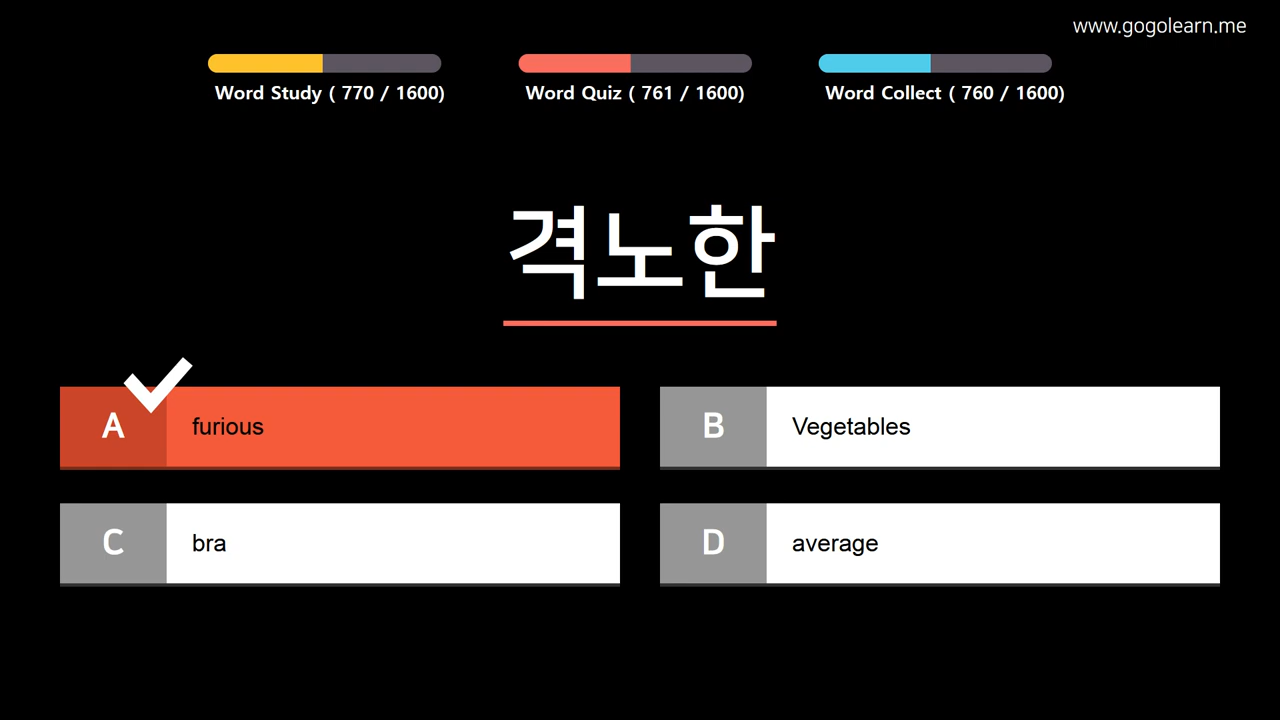 www.gogolearn.me
Word Study ( 770 / 1600)
Word Quiz ( 761 / 1600)
Word Collect ( 760 / 1600)
격노한
A furious
B Vegetables
C bra
D average